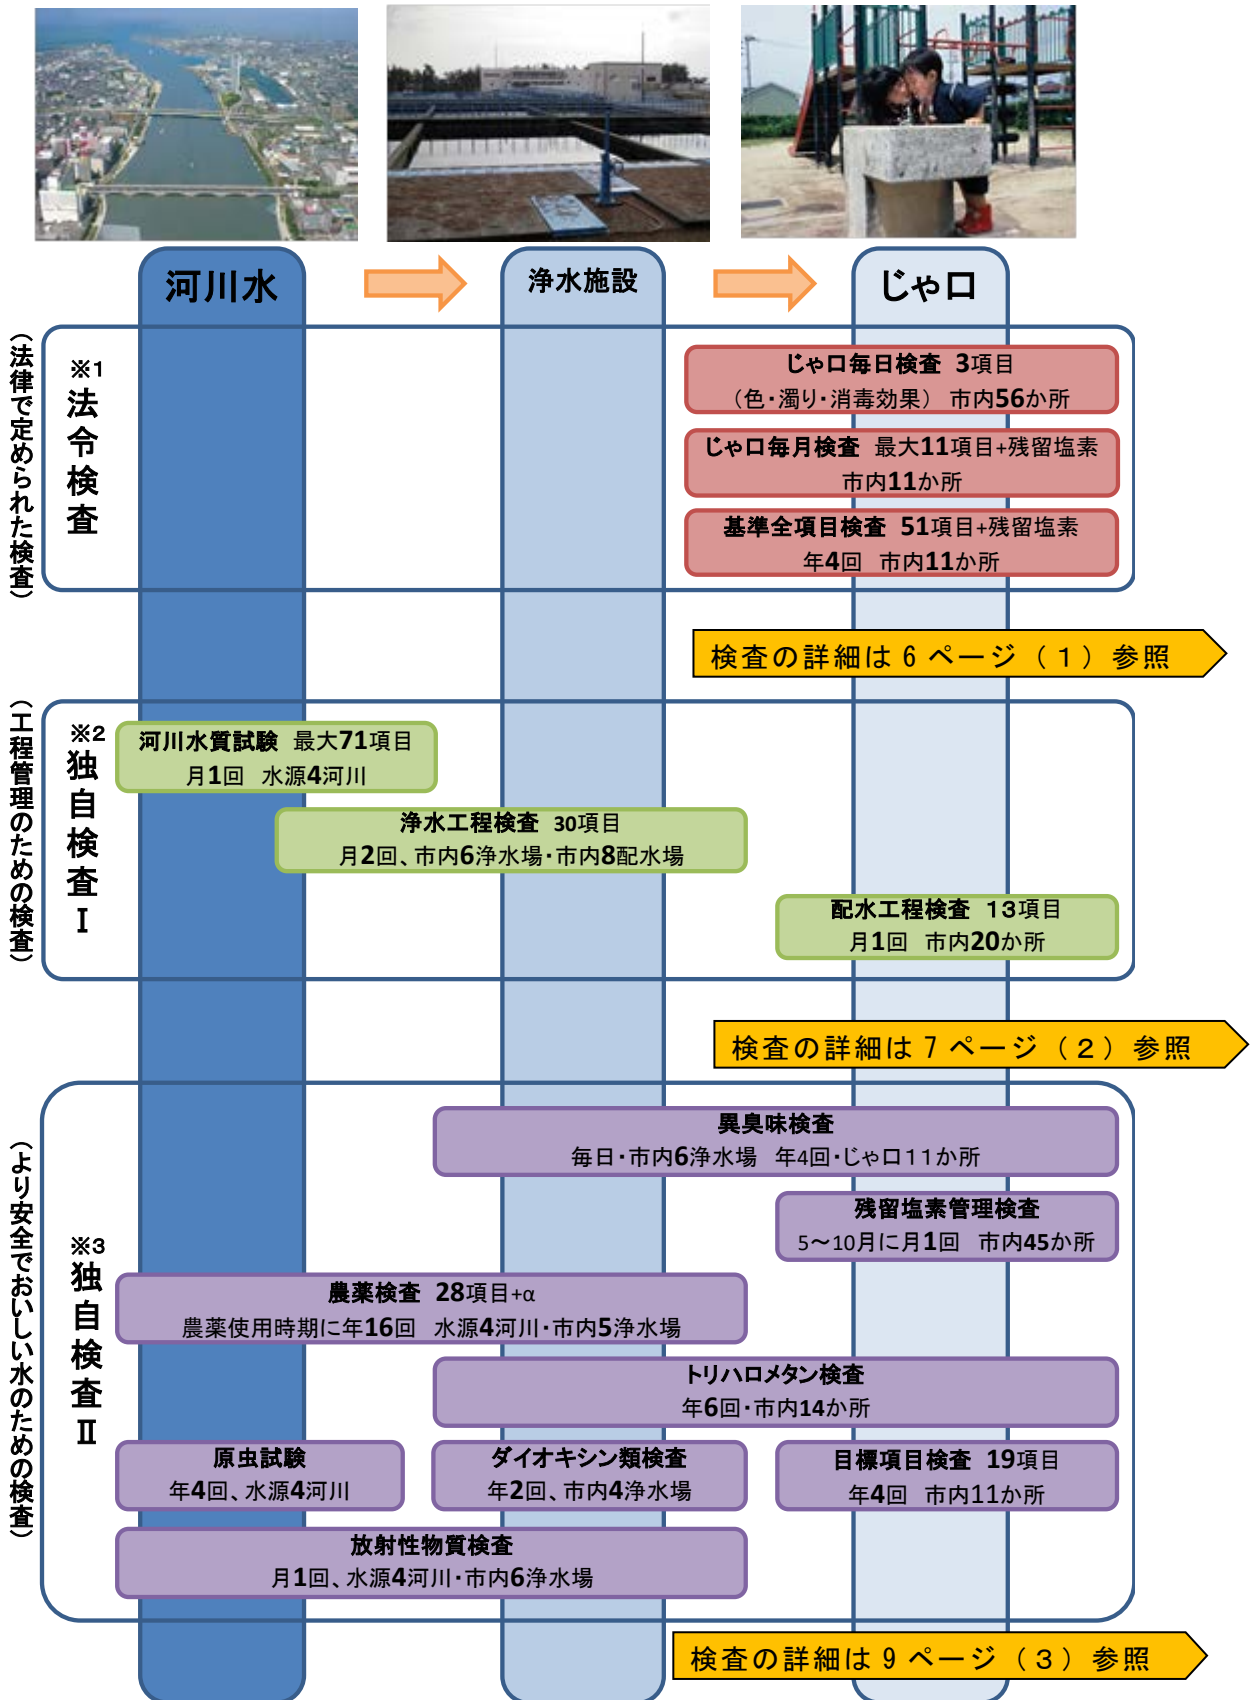 河川水
浄水施設
じゃ口
(法律で定められた検査)
※1
法令検査
じゃ口毎日検査 3項目
(色・濁り・消毒効果) 市内56か所
じゃ口毎月検査 最大11項目+残留塩素
市内11か所
基準全項目検査 51項目+残留塩素
年4回 市内11か所
検査の詳細は6ページ(1)参照
(工程管理のための検査)
※2
独自検査Ⅰ
河川水質試験 最大71項目
月1回 水源4河川
浄水工程検査 30項目
月2回、市内6浄水場・市内8配水場
配水工程検査 13項目
月1回 市内20か所
検査の詳細は7ページ(2)参照
(より安全でおいしい水のための検査)
※3
独自検査Ⅱ
異臭味検査
毎日・市内6浄水場 年4回・じゃ口11か所
残留塩素管理検査
5~10月に月1回 市内45か所
農薬検査 28項目+α
農薬使用時期に年16回 水源4河川・市内5浄水場
トリハロメタン検査
年6回・市内14か所
原虫試験
年4回、水源4河川
ダイオキシン類検査
年2回、市内4浄水場
目標項目検査 19項目
年4回 市内11か所
放射性物質検査
月1回、水源4河川・市内6浄水場
検査の詳細は9ページ(3)参照